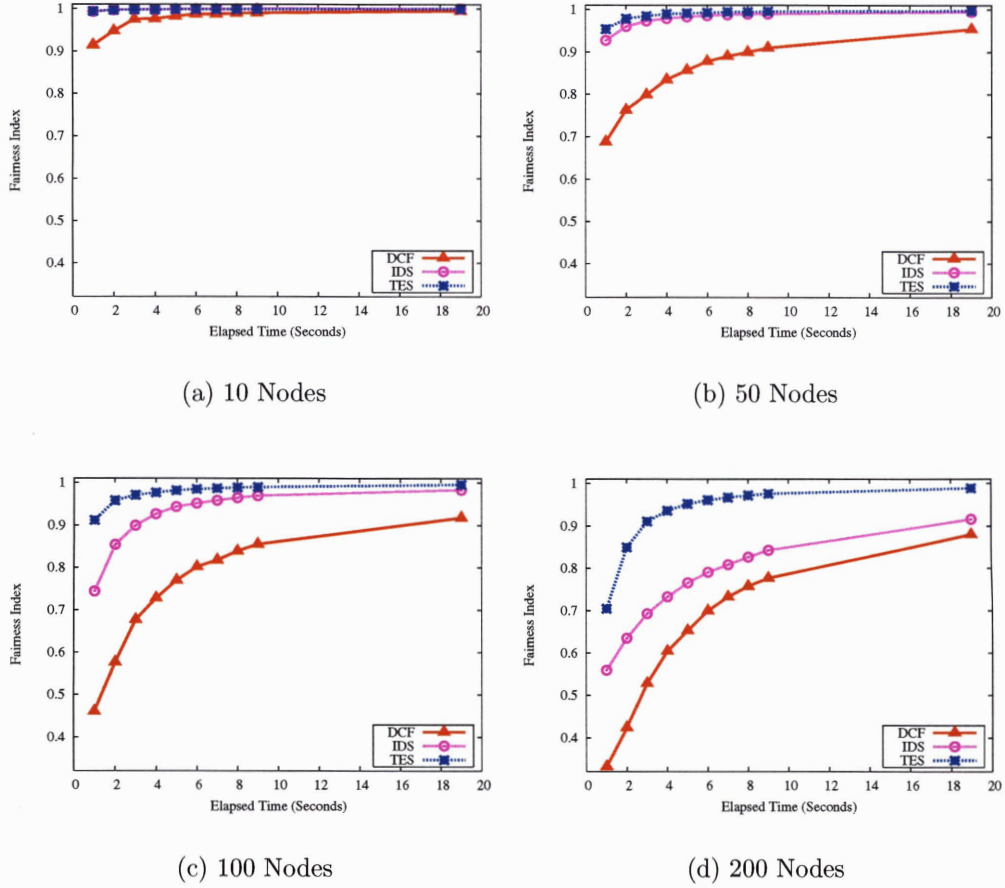 1
0.9
0.8
0.7
0.6
0.5
0.4
Fairness Index
DCF
IDS
TES
0 2 4 6 8 10 12 14 16 18 20
Elapsed Time (Seconds)
(a) 10 Nodes
1
0.9
0.8
0.7
0.6
0.5
0.4
Fairness Index
DCF
IDS
TES
0 2 4 6 8 10 12 14 16 18 20
Elapsed Time (Seconds)
(b) 50 Nodes
1
0.9
0.8
0.7
0.6
0.5
0.4
Fairness Index
DCF
IDS
TES
0 2 4 6 8 10 12 14 16 18 20
Elapsed Time (Seconds)
(c) 100 Nodes
1
0.9
0.8
0.7
0.6
0.5
0.4
Fairness Index
DCF
IDS
TES
0 2 4 6 8 10 12 14 16 18 20
Elapsed Time (Seconds)
(d) 200 Nodes